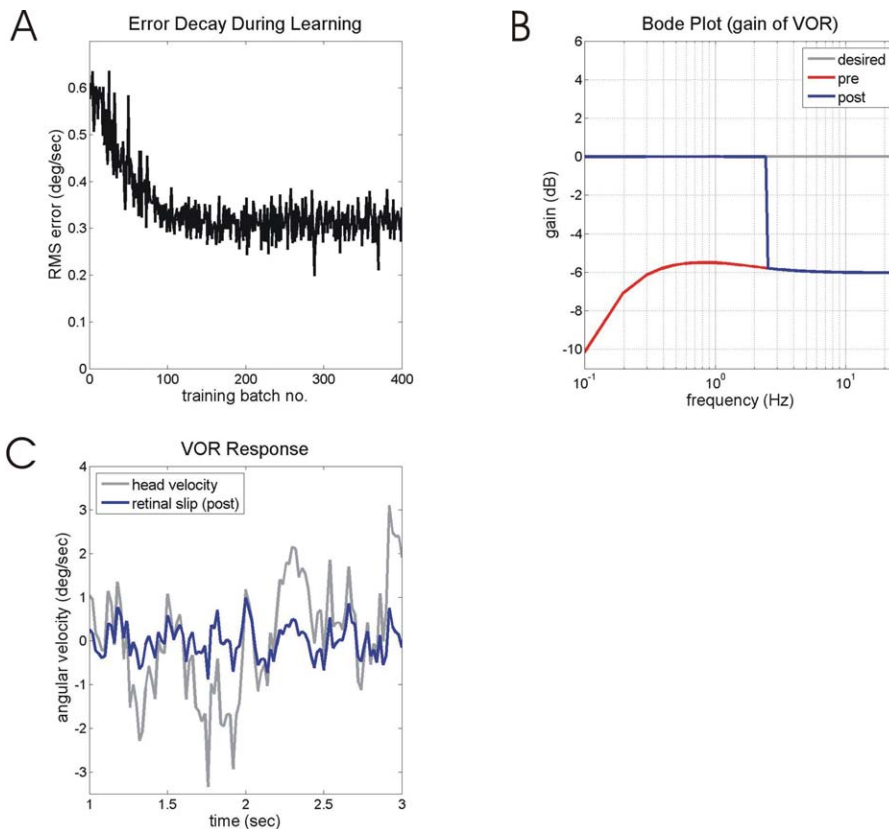 A
Error Decay During Learning
0.6
0.5
0.4
0.3
0.2
0.1
0
0
100
200
300
400
RMS error (deg/sec)
training batch no.
B
Bode Plot (gain of VOR)
6
4
2
0
-2
-4
-6
-8
-10
10⁻¹
10⁰
10¹
gain (dB)
frequency (Hz)
desired
pre
post
C
VOR Response
4
3
2
1
0
-1
-2
-3
1
1.5
2
2.5
3
angular velocity (deg/sec)
time (sec)
head velocity
retinal slip (post)